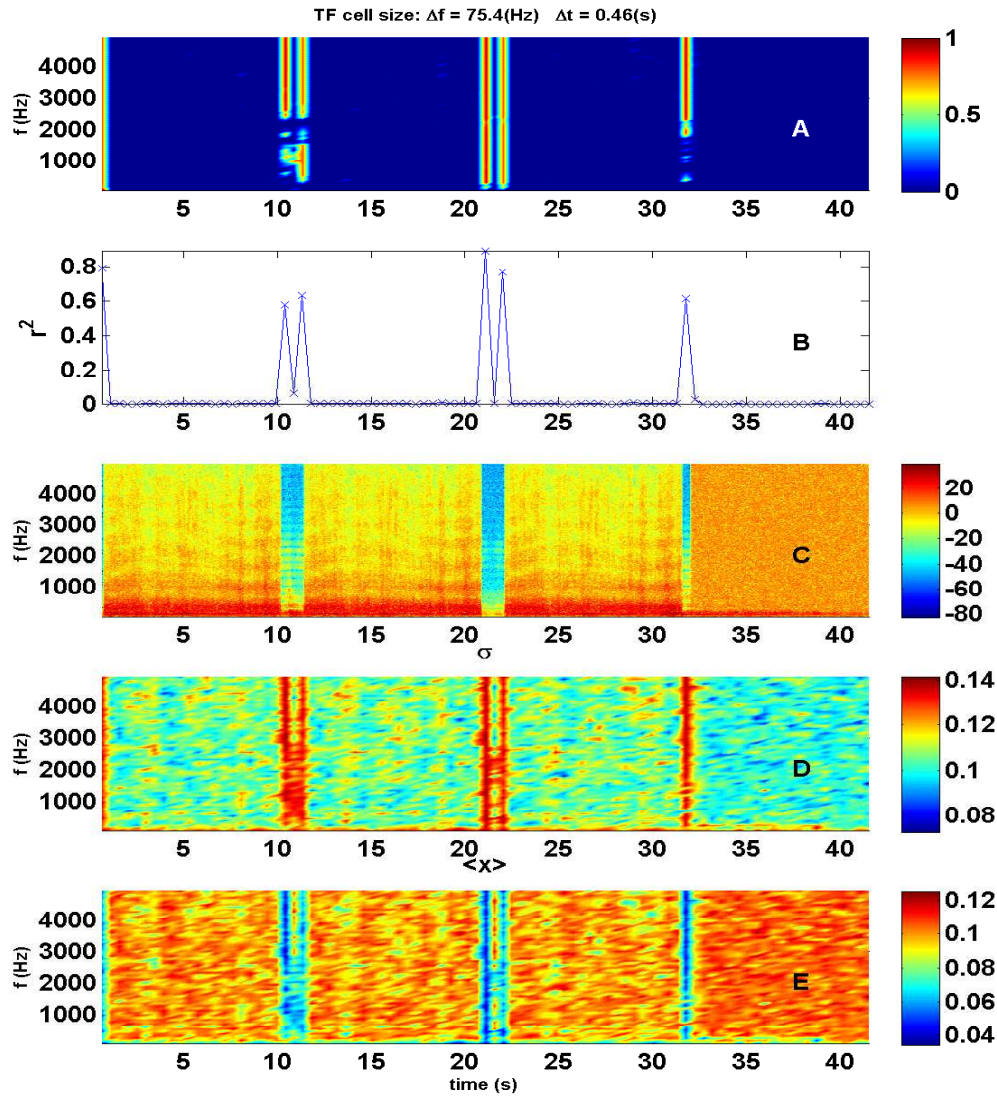 TF cell size: Δf = 75.4(Hz) Δt = 0.46(s)
f (Hz)
4000
3000
2000
1000
A
1
0.5
0
5 10 15 20 25 30 35 40
r²
0.8
0.6
0.4
0.2
0
B
5 10 15 20 25 30 35 40
f (Hz)
4000
3000
2000
1000
C
20
0
-20
-40
-60
-80
5 10 15 20 25 30 35 40
σ
f (Hz)
4000
3000
2000
1000
D
0.14
0.12
0.1
0.08
5 10 15 20 25 30 35 40
<x>
f (Hz)
4000
3000
2000
1000
E
0.12
0.1
0.08
0.06
0.04
5 10 15 20 25 30 35 40
time (s)